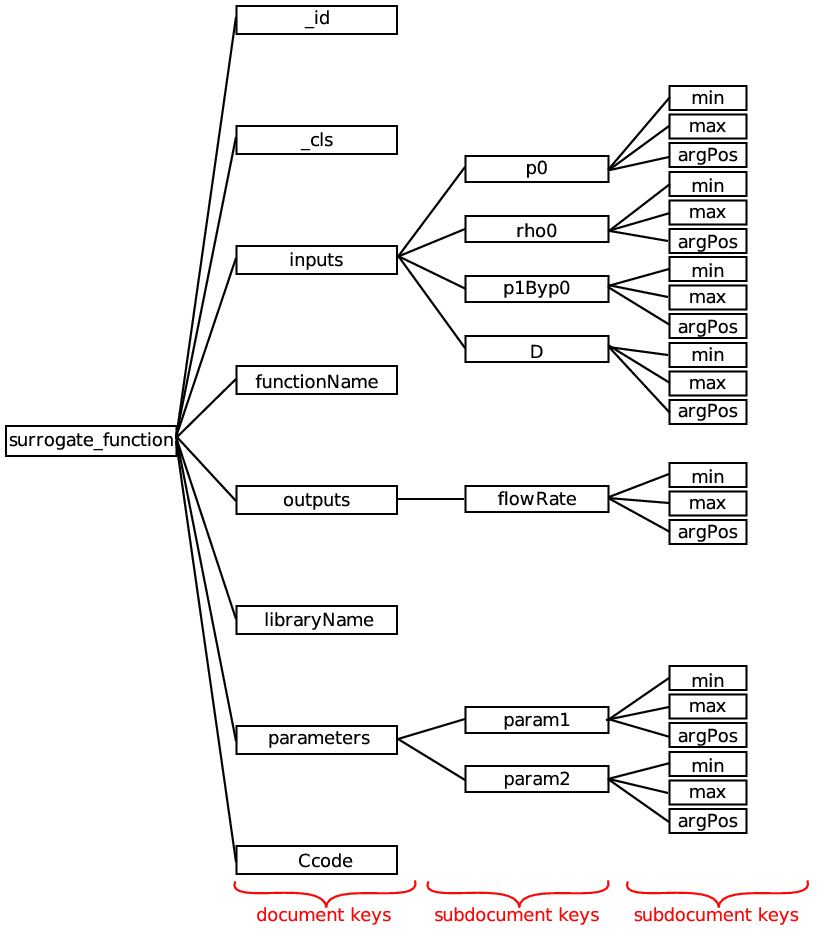 _id
_cls
inputs
functionName
surrogate_function
outputs
libraryName
parameters
Ccode
p0
rho0
p1Byp0
D
flowRate
param1
param2
min
max
argPos
min
max
argPos
min
max
argPos
min
max
argPos
min
max
argPos
min
max
argPos
min
max
argPos
document keys
subdocument keys
subdocument keys